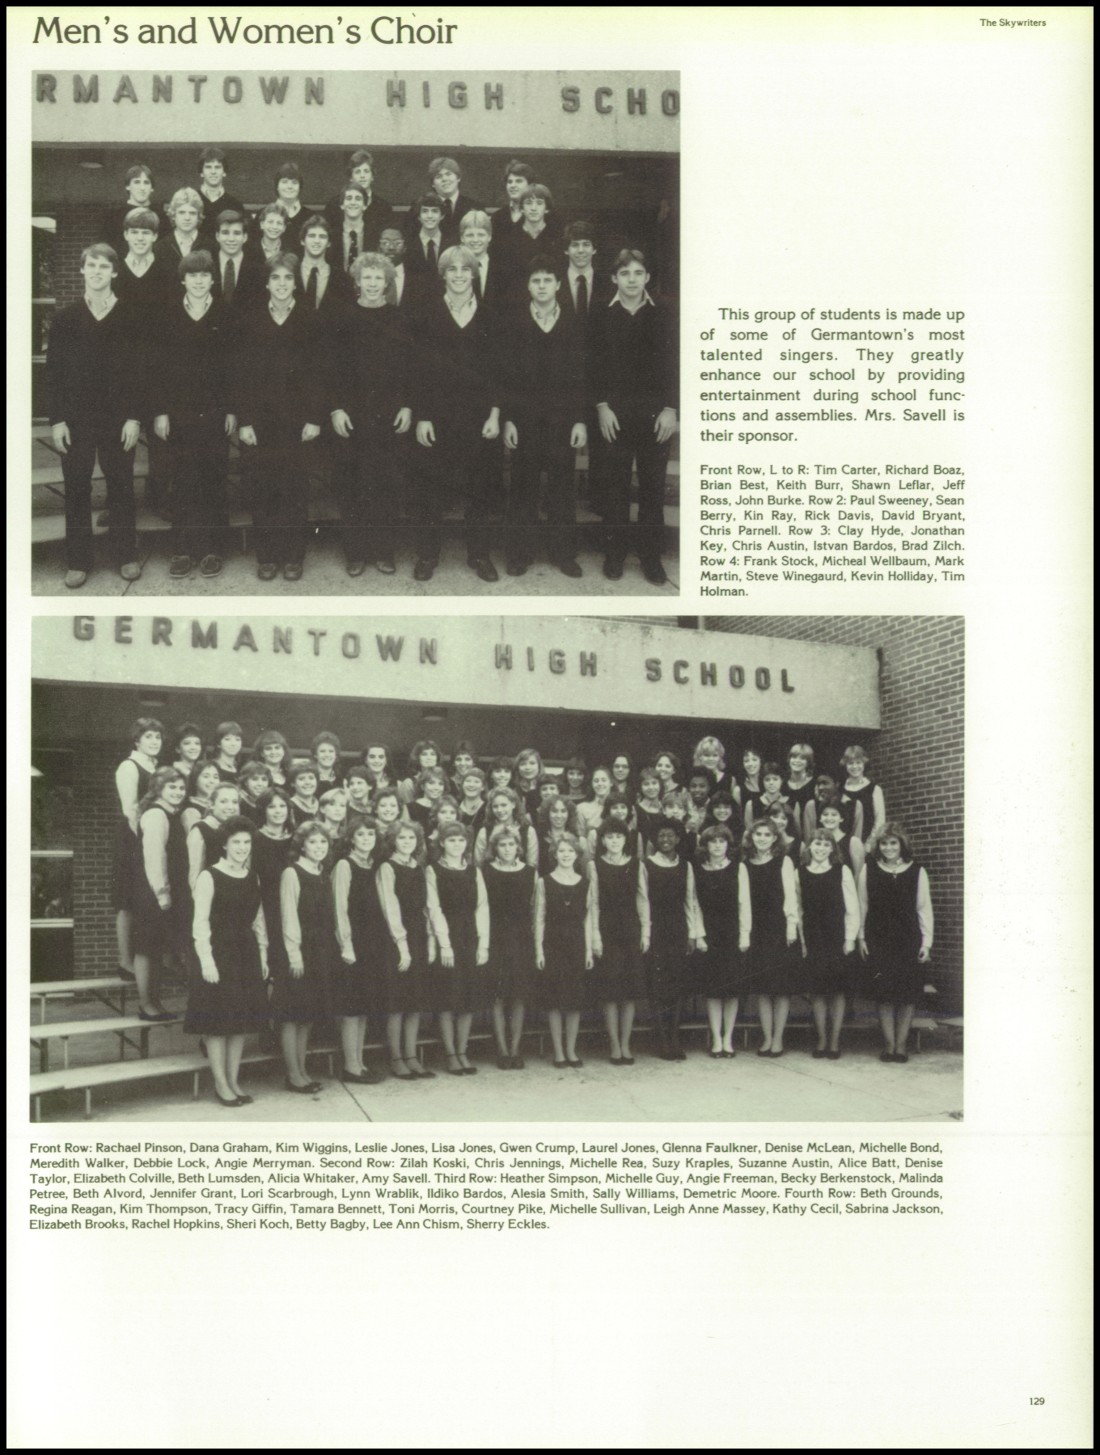 Men's and Women's Choir
The Skywriters
RMANTOWN HIGH SCHO
This group of students is made up
of some of Germantown's most
talented singers. They greatly
enhance our school by providing
entertainment during school func-
tions and assemblies. Mrs. Savell is
their sponsor.
Front Row, L to R: Tim Carter, Richard Boaz,
Brian Best, Keith Burr, Shawn Leflar, Jeff
Ross, John Burke. Row 2: Paul Sweeney, Sean
Berry, Kin Ray, Rick Davis, David Bryant,
Chris Parnell. Row 3: Clay Hyde, Jonathan
Key, Chris Austin, Istvan Bardos, Brad Zilch.
Row 4: Frank Stock, Micheal Wellbaum, Mark
Martin, Steve Winegaurd, Kevin Holliday, Tim
Holman.
GERMANTOWN HIGH SCHOOL
Front Row: Rachael Pinson, Dana Graham, Kim Wiggins, Leslie Jones, Lisa Jones, Gwen Crump, Laurel Jones, Glenna Faulkner, Denise McLean, Michelle Bond,
Meredith Walker, Debbie Lock, Angie Merryman. Second Row: Zilah Koski, Chris Jennings, Michelle Rea, Suzy Kraples, Suzanne Austin, Alice Batt, Denise
Taylor, Elizabeth Colville, Beth Lumsden, Alicia Whitaker, Amy Savell. Third Row: Heather Simpson, Michelle Guy, Angie Freeman, Becky Berkenstock, Malinda
Petree, Beth Alvord, Jennifer Grant, Lori Scarbrough, Lynn Wrablik, Ildiko Bardos, Alesia Smith, Sally Williams, Demetric Moore. Fourth Row: Beth Grounds,
Regina Reagan, Kim Thompson, Tracy Giffin, Tamara Bennett, Toni Morris, Courtney Pike, Michelle Sullivan, Leigh Anne Massey, Kathy Cecil, Sabrina Jackson,
Elizabeth Brooks, Rachel Hopkins, Sheri Koch, Betty Bagby, Lee Ann Chism, Sherry Eckles.
129